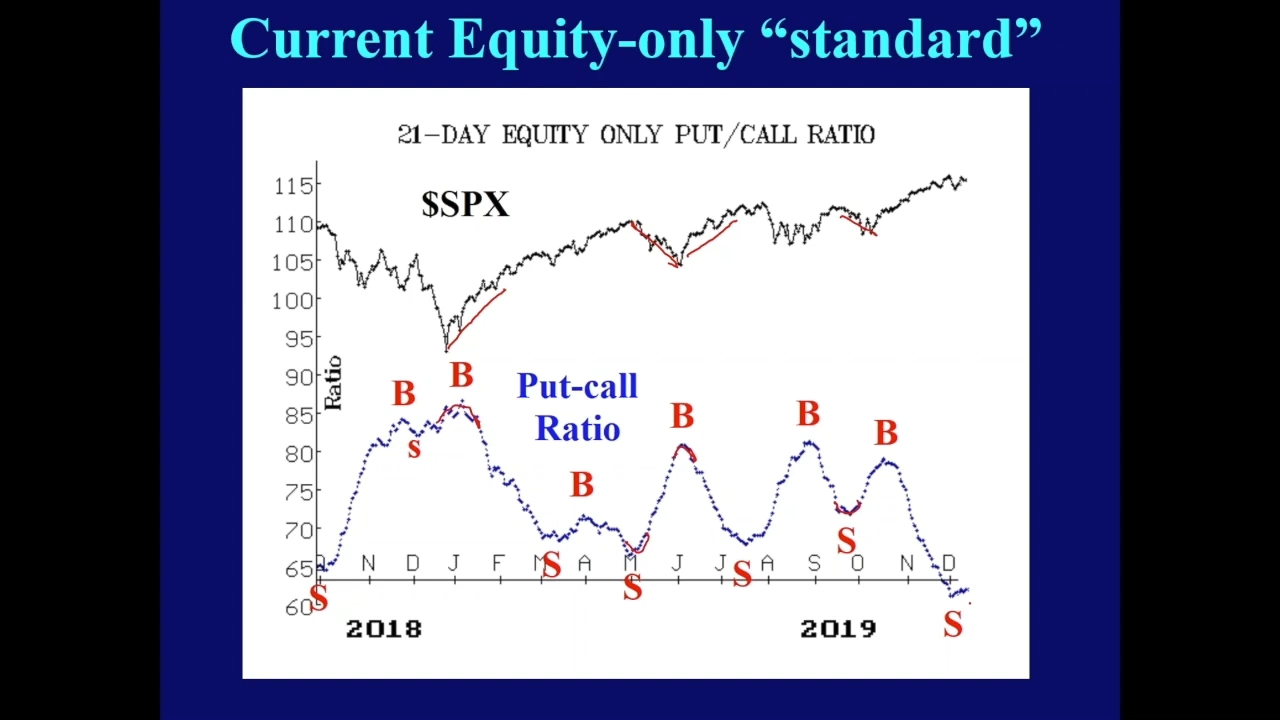 Current Equity-only “standard”
21-DAY EQUITY ONLY PUT/CALL RATIO
115
$SPX
110
105
100
95
90
Ratio
B
B
Put-call
Ratio
85
B
B
B
s
80
B
75
70
S
65
O N D J F M A M J J A S O N D
S
S
S
S
60
S
2018
2019